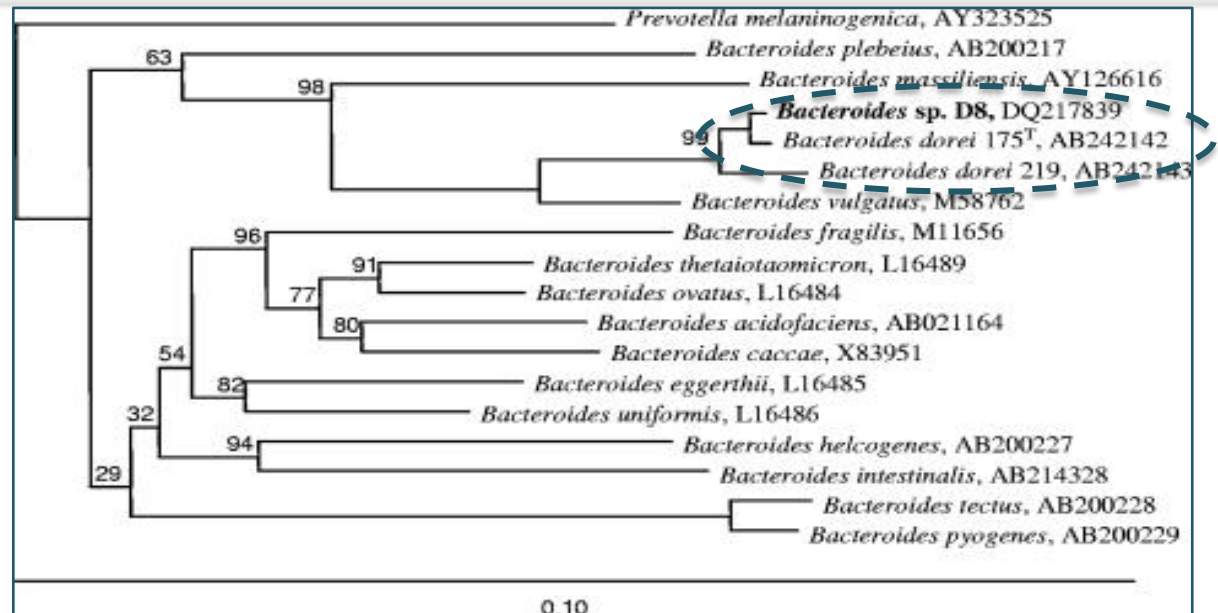 Prevotella melaninogenica, AY323525
63
Bacteroides plebeius, AB200217
98
Bacteroides massiliensis, AY126616
Bacteroides sp. D8, DQ217839
99
Bacteroides dorei 175T, AB242142
Bacteroides dorei 219, AB242143
Bacteroides vulgatus, M58762
96
Bacteroides fragilis, M11656
91
Bacteroides thetaiotaomicron, L16489
77
Bacteroides ovatus, L16484
80
Bacteroides acidofaciens, AB021164
54
Bacteroides caccae, X83951
82
Bacteroides eggerthii, L16485
32
Bacteroides uniformis, L16486
94
Bacteroides helcogenes, AB200227
29
Bacteroides intestinalis, AB214328
Bacteroides tectus, AB200228
Bacteroides pyogenes, AB200229
0.10